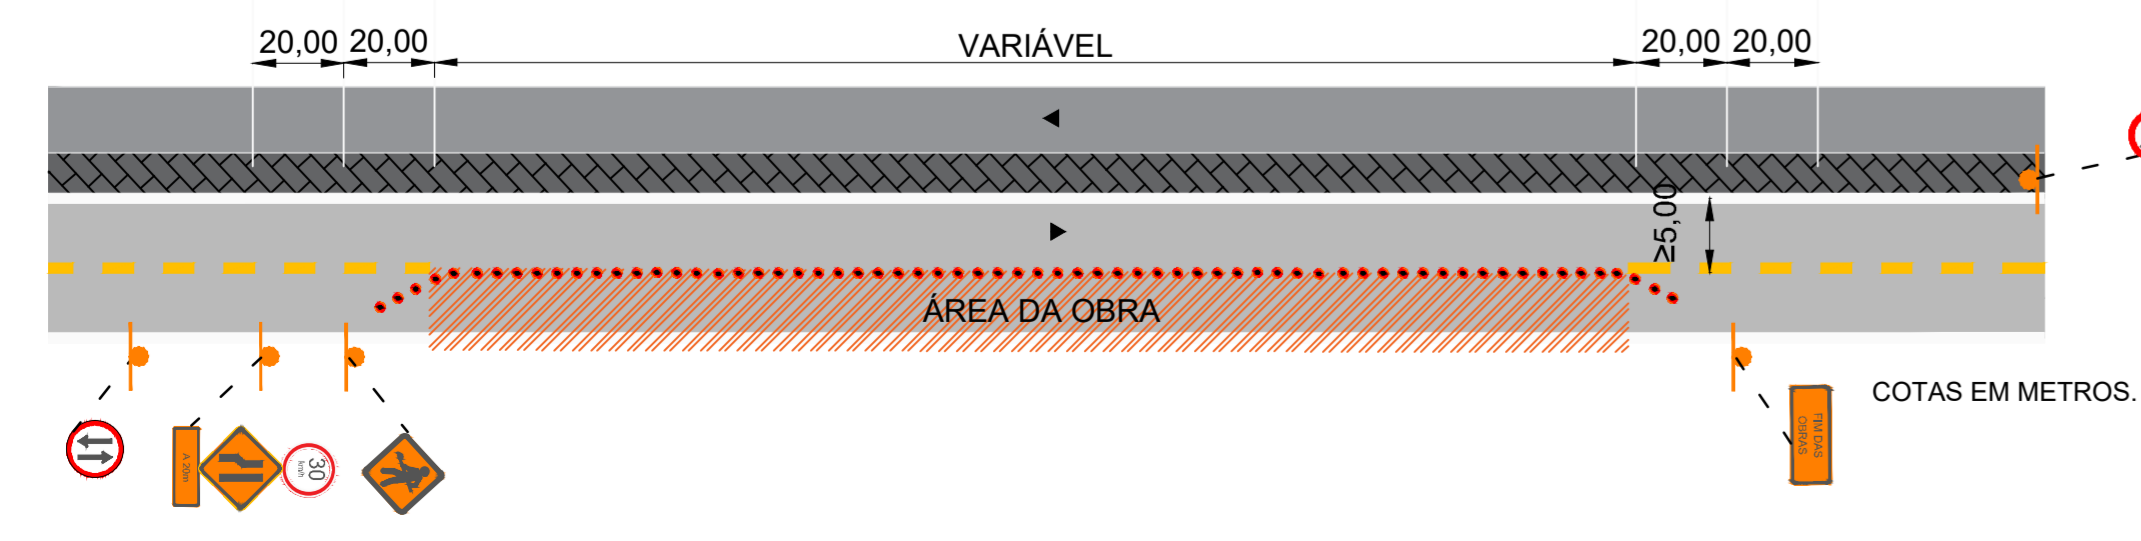 20,00 20,00 VARIÁVEL 20,00 20,00
≥5,00
ÁREA DA OBRA
COTAS EM METROS.
A 20m
30
km/h
FIM DAS
OBRAS